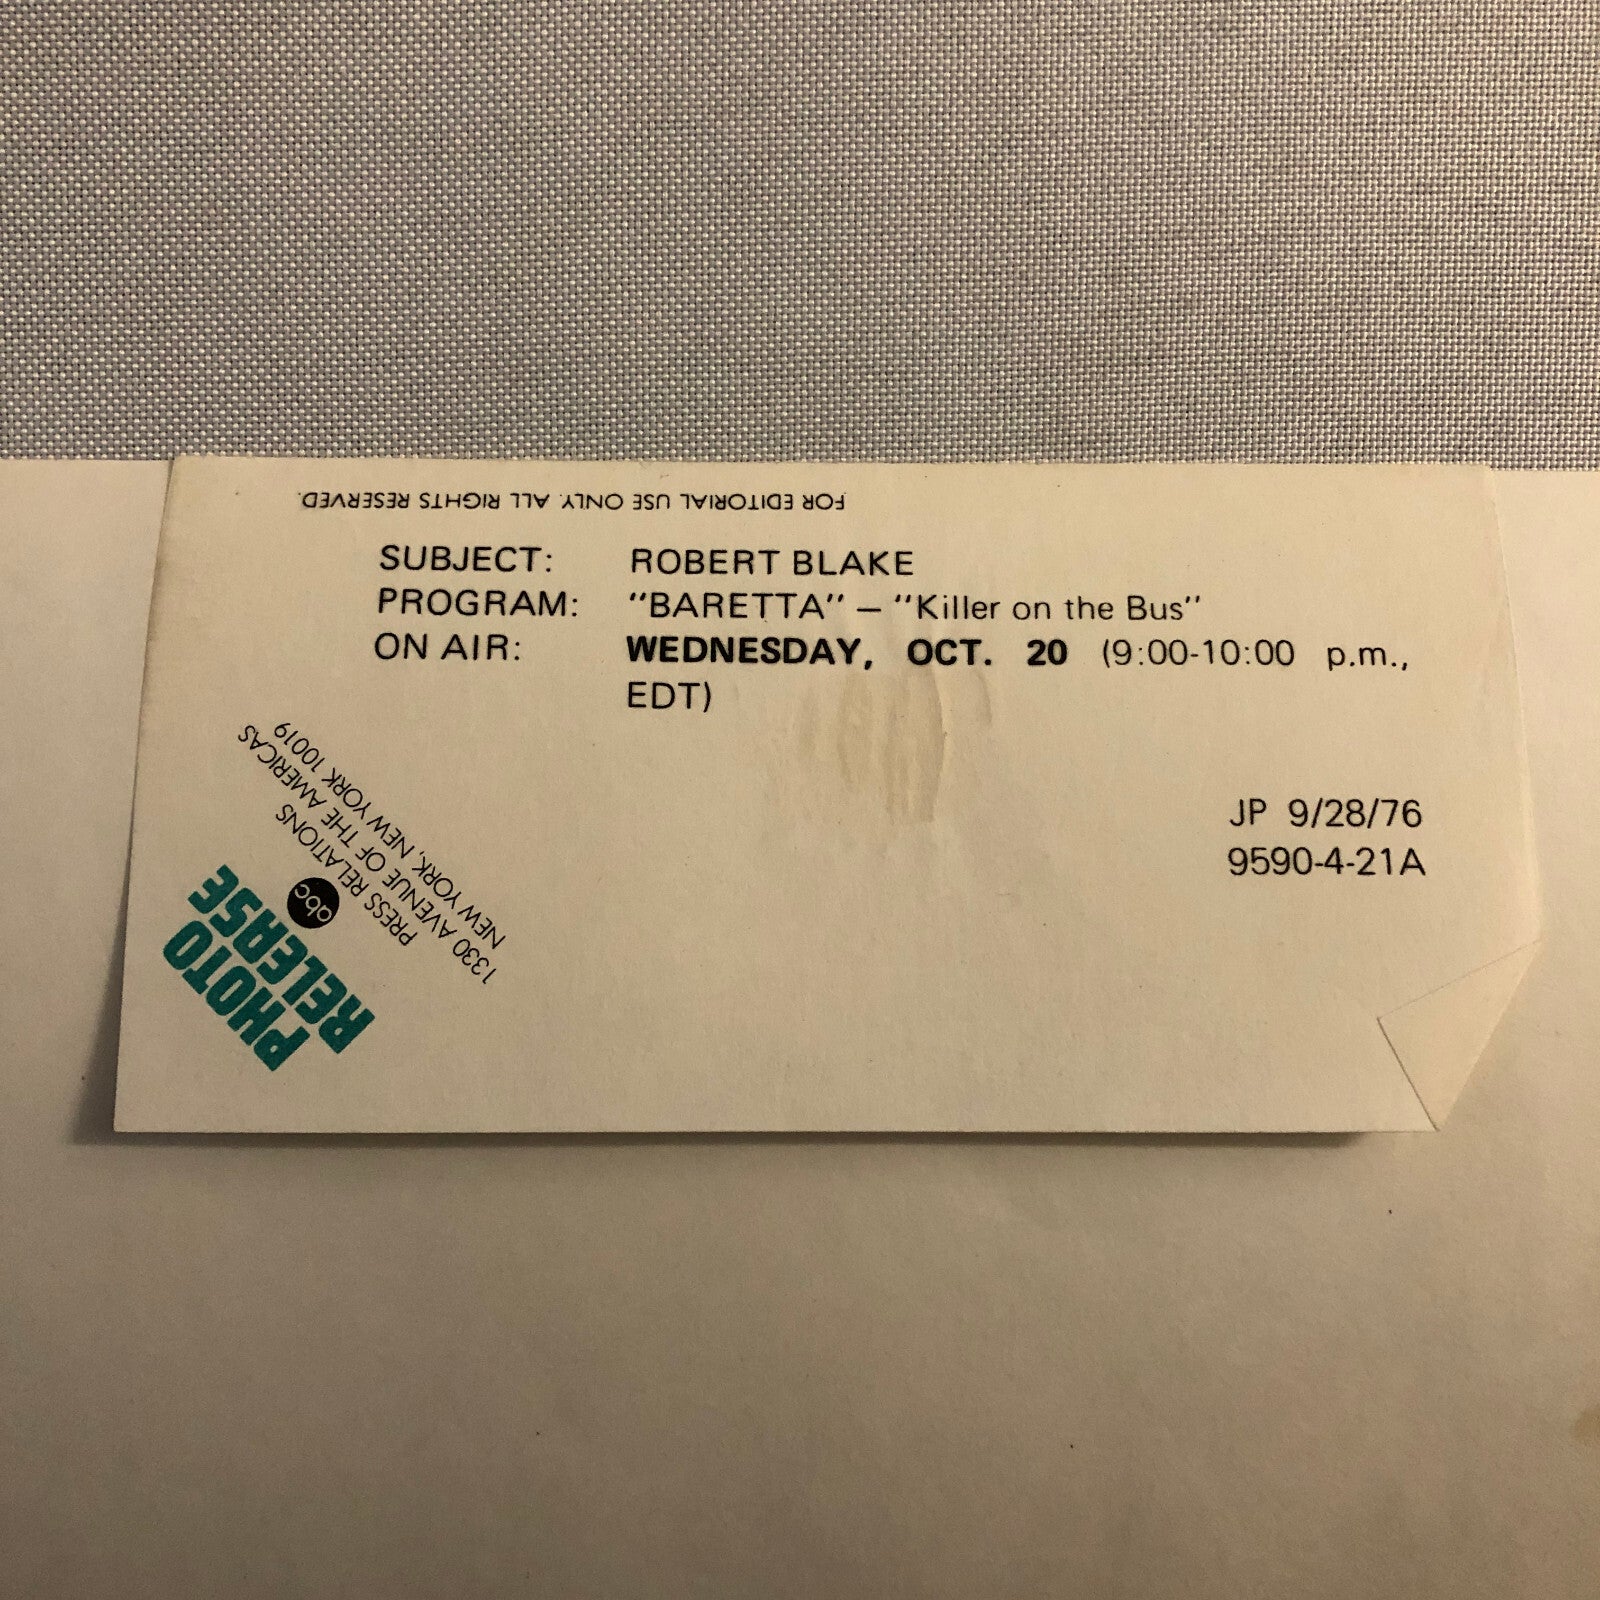 FOR EDITORIAL USE ONLY. ALL RIGHTS RESERVED.
SUBJECT: ROBERT BLAKE
PROGRAM: "BARETTA" — "Killer on the Bus"
ON AIR: WEDNESDAY, OCT. 20 (9:00-10:00 p.m.,
EDT)
JP 9/28/76
9590-4-21A
PHOTO
RELEASE
abc
PRESS RELATIONS
1330 AVENUE OF THE AMERICAS
NEW YORK, NEW YORK 10019